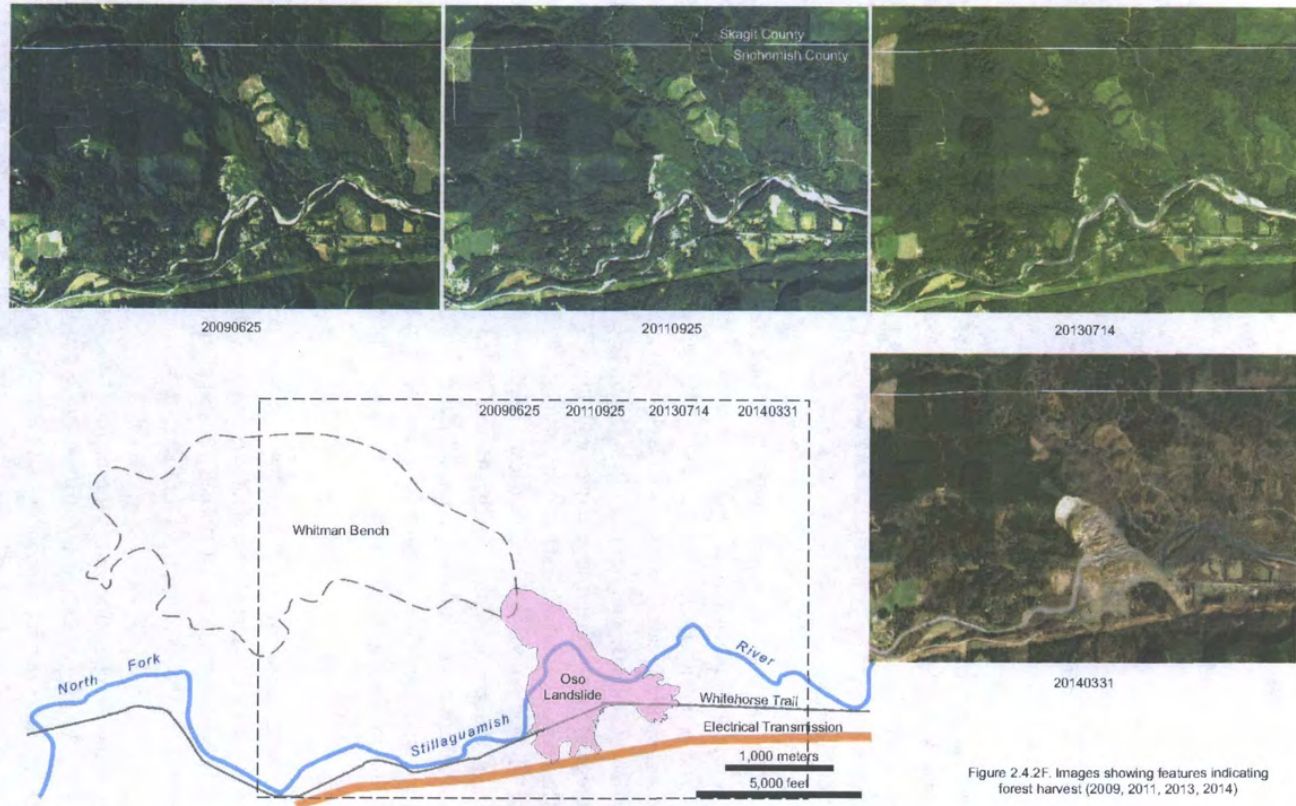 Skagit County
Snohomish County
20090625
20110925
20130714
20090625 20110925 20130714 20140331
Whitman Bench
North Fork
Stillaguamish
River
Oso
Landslide
Whitehorse Trail
Electrical Transmission
1,000 meters
5,000 feet
20140331
Figure 2.4.2F. Images showing features indicating
forest harvest (2009, 2011, 2013, 2014)